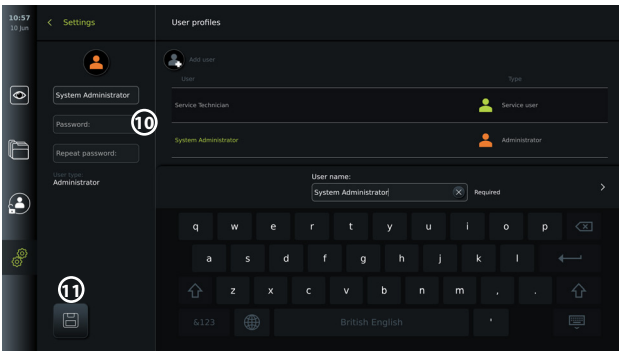 10:57
10 Jun
Settings
User profiles
Add user
User
Type
System Administrator
Service Technician
Service user
Password:
10
System Administrator
Administrator
Repeat password:
User type:
Administrator
User name:
System Administrator
Required
q w e r t y u i o p
a s d f g h j k l
z x c v b n m , .
11
&123
British English
'